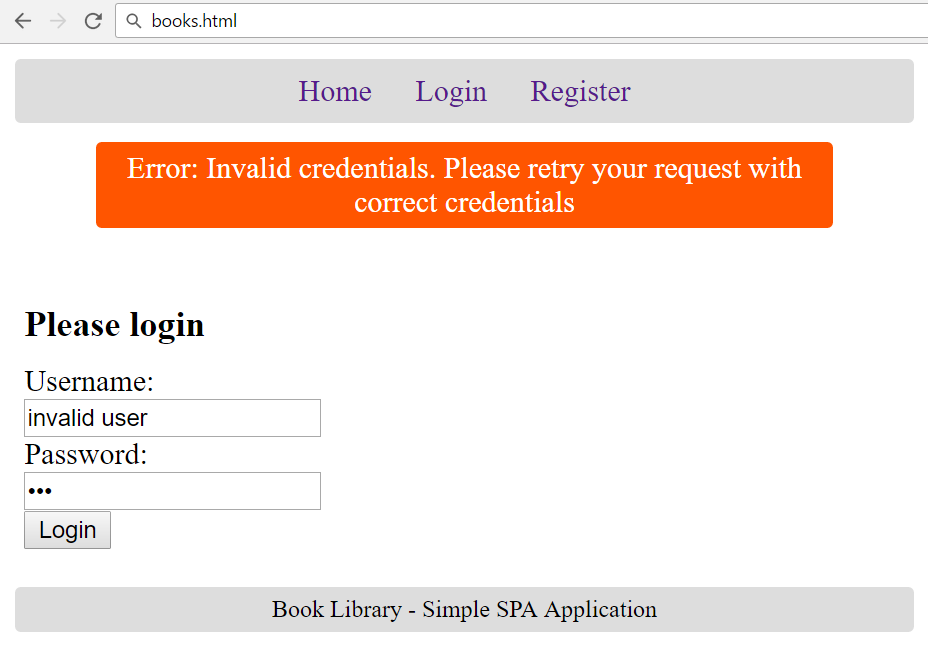 books.html
Home Login Register
Error: Invalid credentials. Please retry your request with
correct credentials
Please login
Username:
invalid user
Password:
•••
Login
Book Library - Simple SPA Application